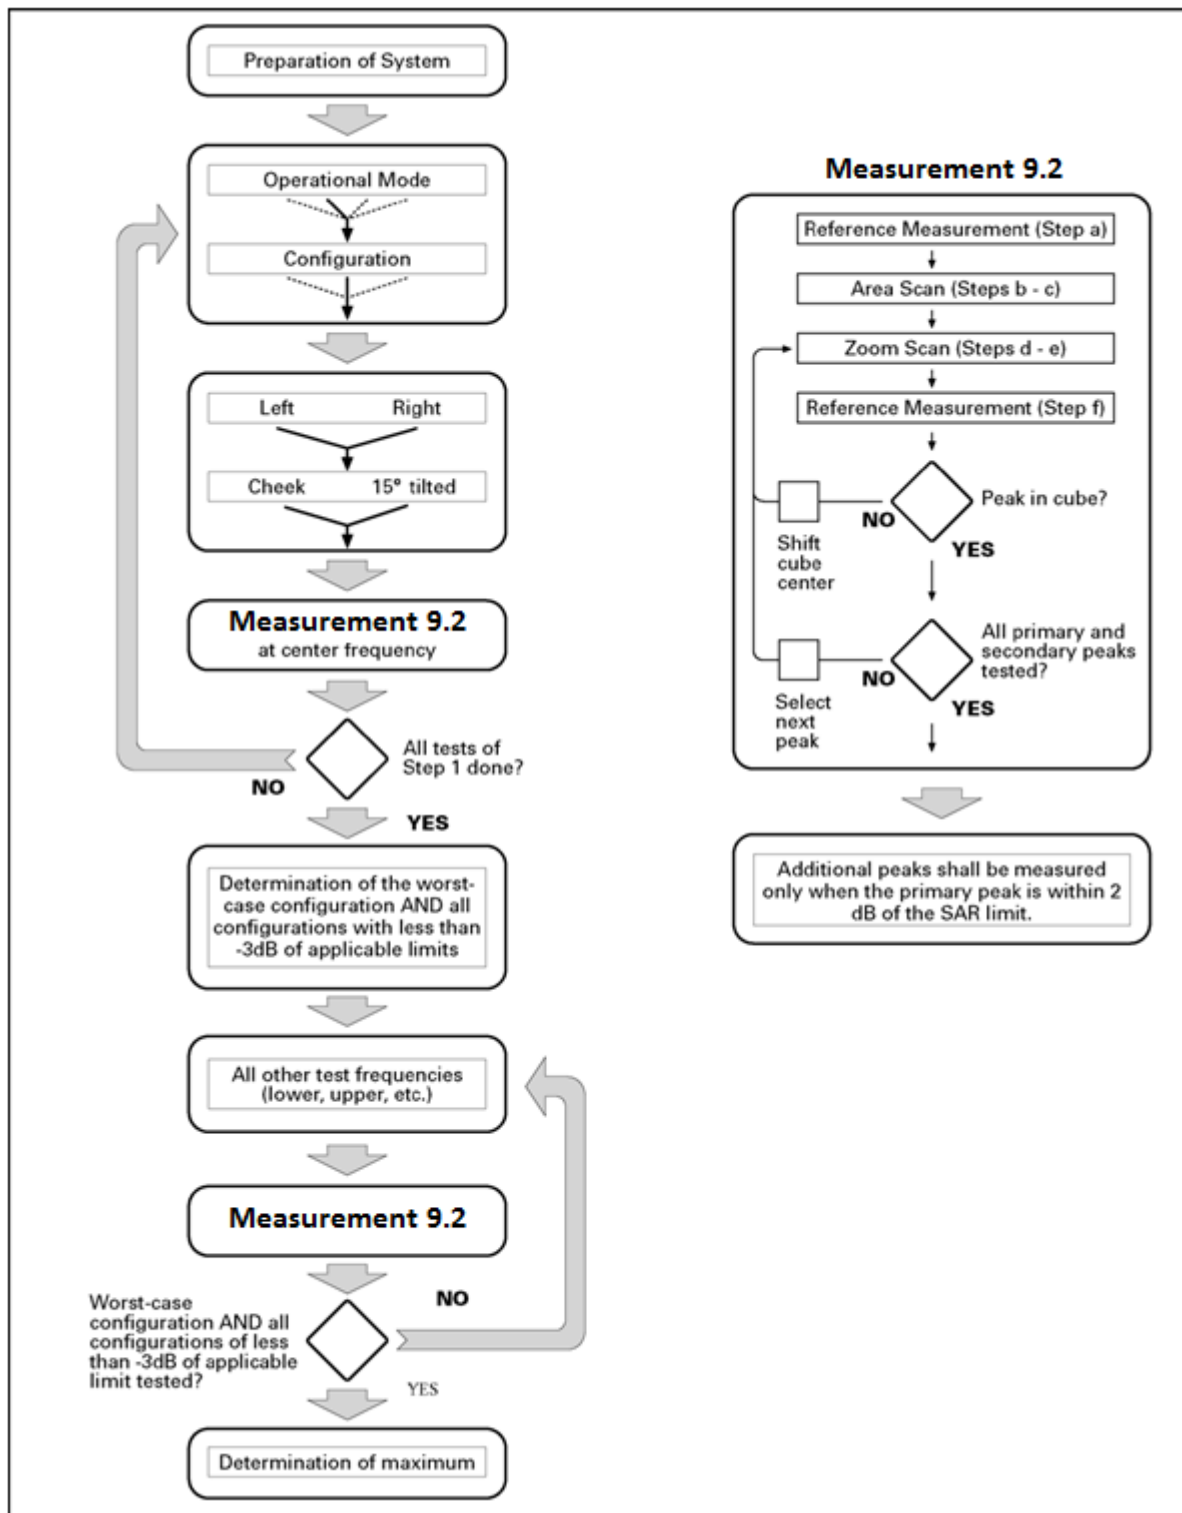 Preparation of System
Operational Mode
Configuration
Left Right
Cheek 15° tilted
Measurement 9.2
at center frequency
All tests of
Step 1 done?
NO
YES
Determination of the worst-
case configuration AND all
configurations with less than
-3dB of applicable limits
All other test frequencies
(lower, upper, etc.)
Measurement 9.2
NO
Worst-case
configuration AND all
configurations of less
than -3dB of applicable
limit tested?
YES
Determination of maximum
Measurement 9.2
Reference Measurement (Step a)
Area Scan (Steps b - c)
Zoom Scan (Steps d - e)
Reference Measurement (Step f)
Peak in cube?
NO
YES
Shift
cube
center
All primary and
secondary peaks
tested?
NO
YES
Select
next
peak
Additional peaks shall be measured
only when the primary peak is within 2
dB of the SAR limit.